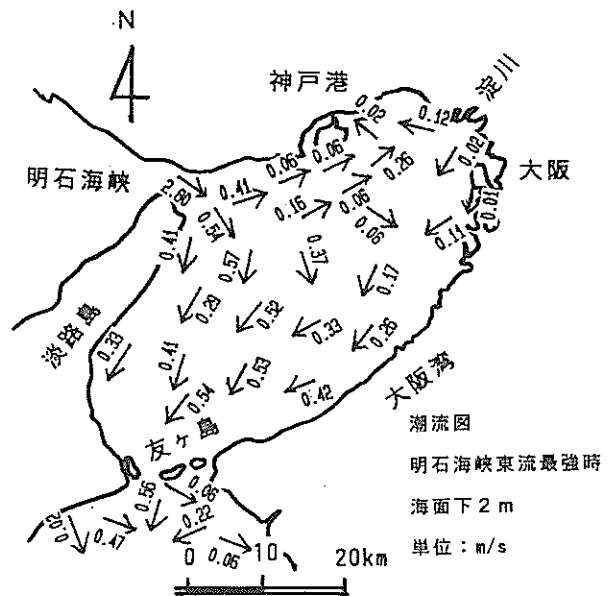 N
神戸港
淀川
0.02
0.12
0.02
明石海峡
2.60
0.41
0.06
0.06
0.26
大阪
0.01
0.16
0.06
0.06
0.11
0.41
0.54
0.57
0.37
0.17
0.29
0.52
0.33
0.26
淡路島
0.33
0.41
0.53
0.54
0.42
大阪湾
友ヶ島
潮流図
明石海峡東流最強時
海面下2m
単位:m/s
0.56
0.22
0.02
0.47
0.06
0 10 20km